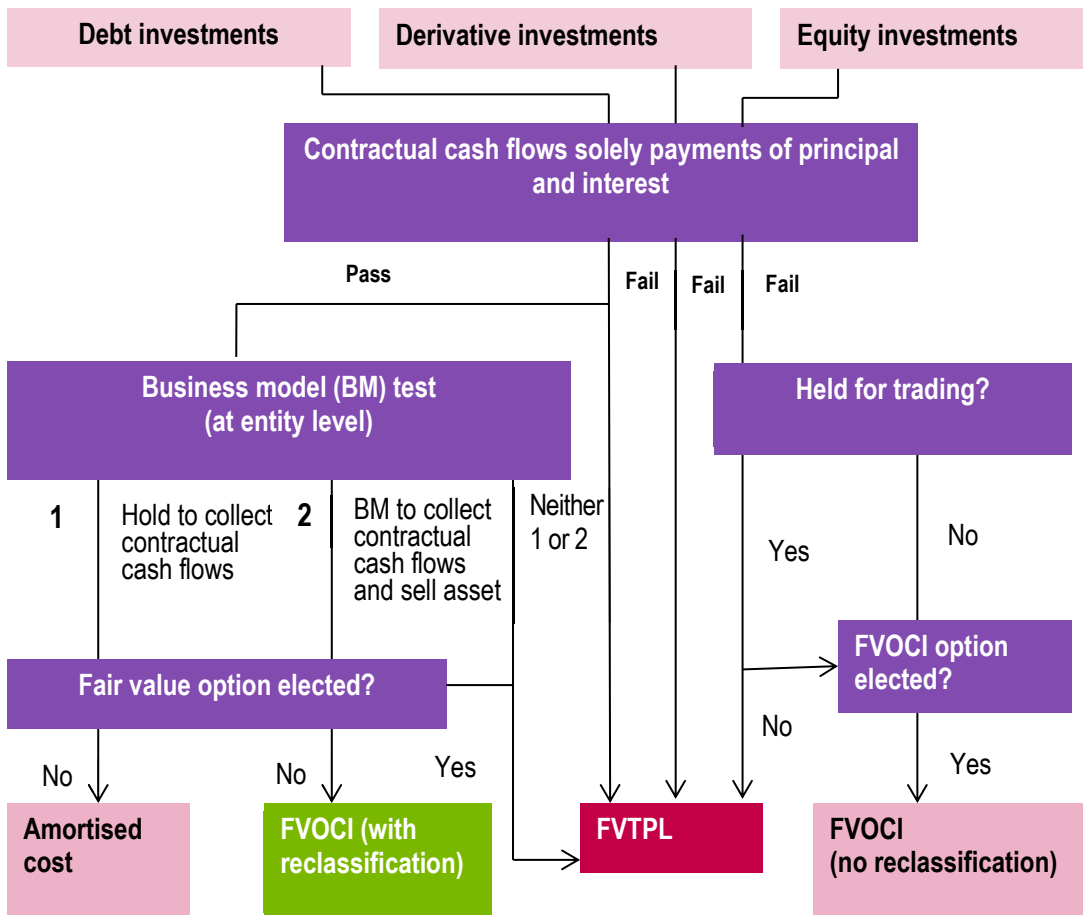 Debt investments
Derivative investments
Equity investments
Contractual cash flows solely payments of principal
and interest
Pass
Fail
Fail
Fail
Business model (BM) test
(at entity level)
Held for trading?
1
Hold to collect
contractual
cash flows
2
BM to collect
contractual
cash flows
and sell asset
Neither
1 or 2
Yes
No
Fair value option elected?
FVOCI option
elected?
No
No
Yes
No
Yes
Amortised
cost
FVOCI (with
reclassification)
FVTPL
FVOCI
(no reclassification)